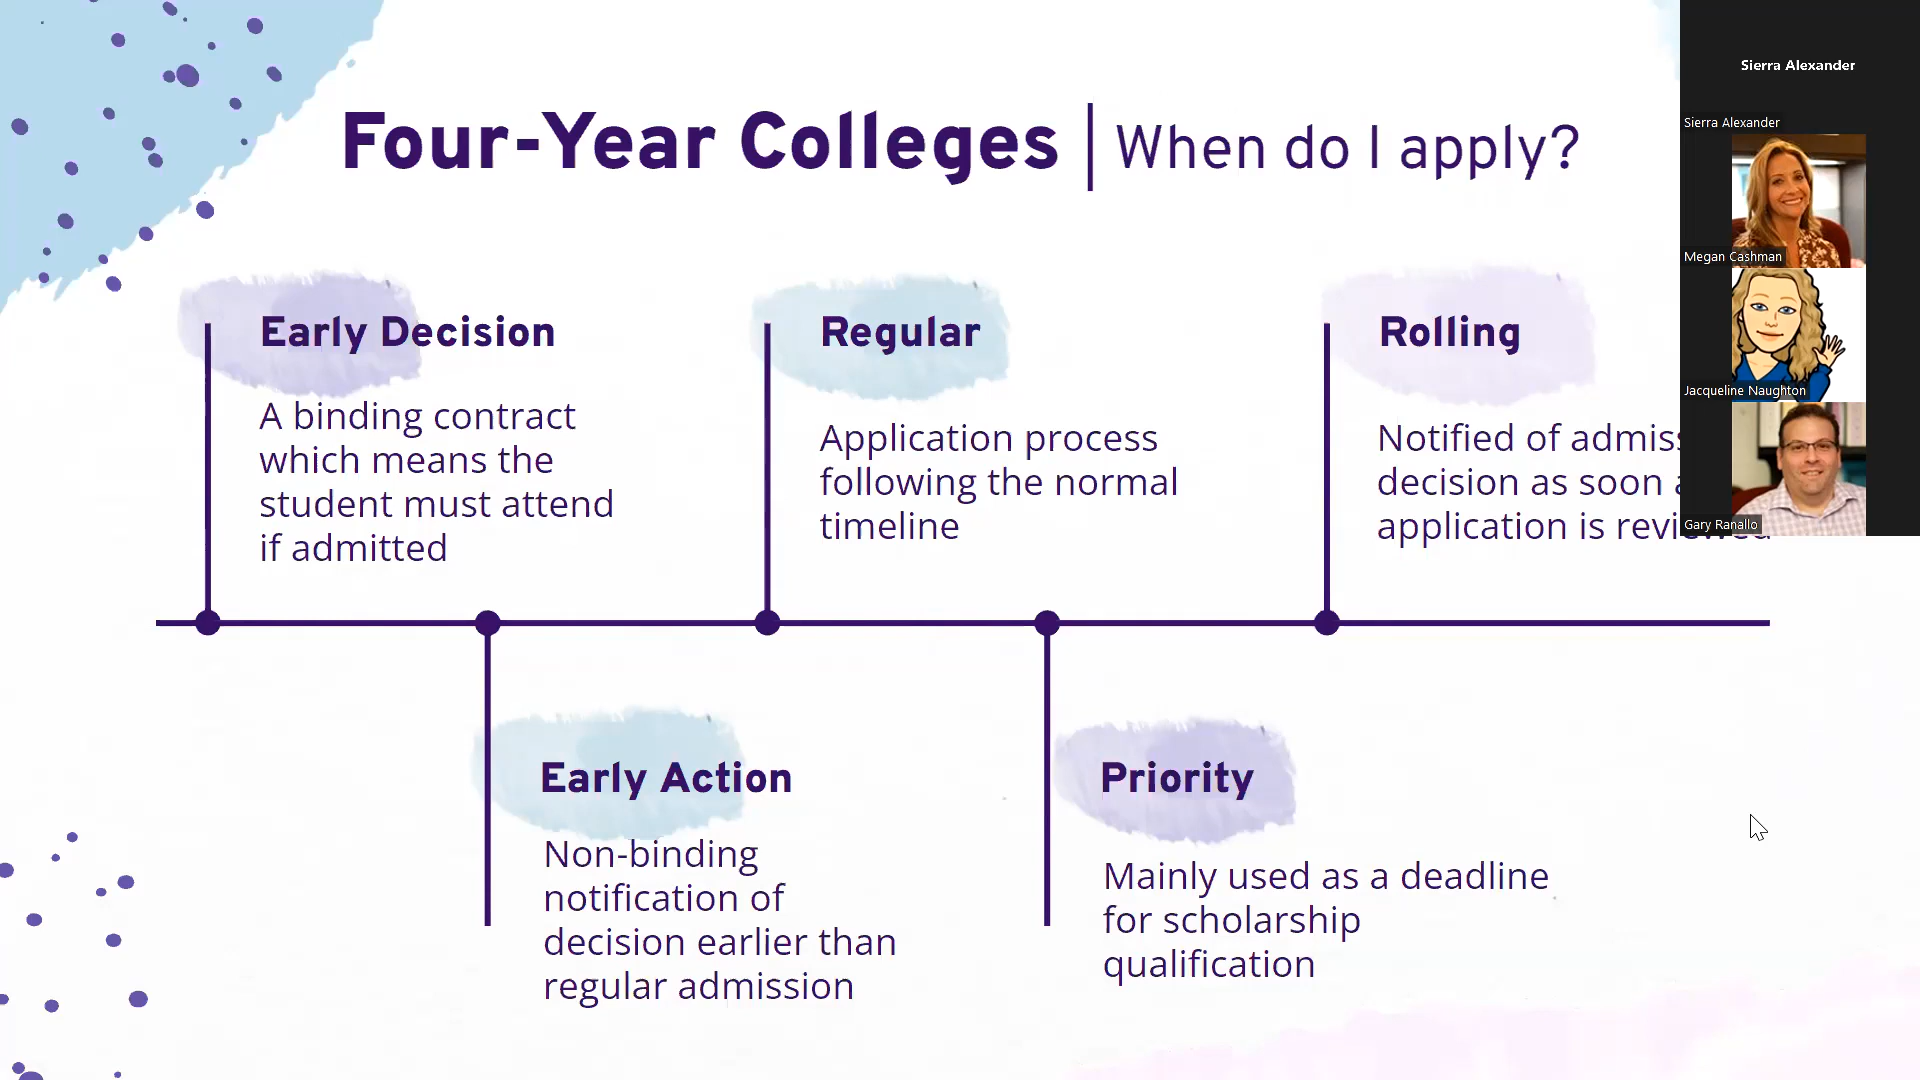 Four-Year Colleges | When do I apply?
Early Decision
A binding contract
which means the
student must attend
if admitted
Early Action
Non-binding
notification of
decision earlier than
regular admission
Regular
Application process
following the normal
timeline
Priority
Mainly used as a deadline
for scholarship
qualification
Rolling
Notified of
decision as soon
application is
Sierra Alexander
Sierra Alexander
Megan Cashman
Jacqueline Naughton
Gary Ranallo